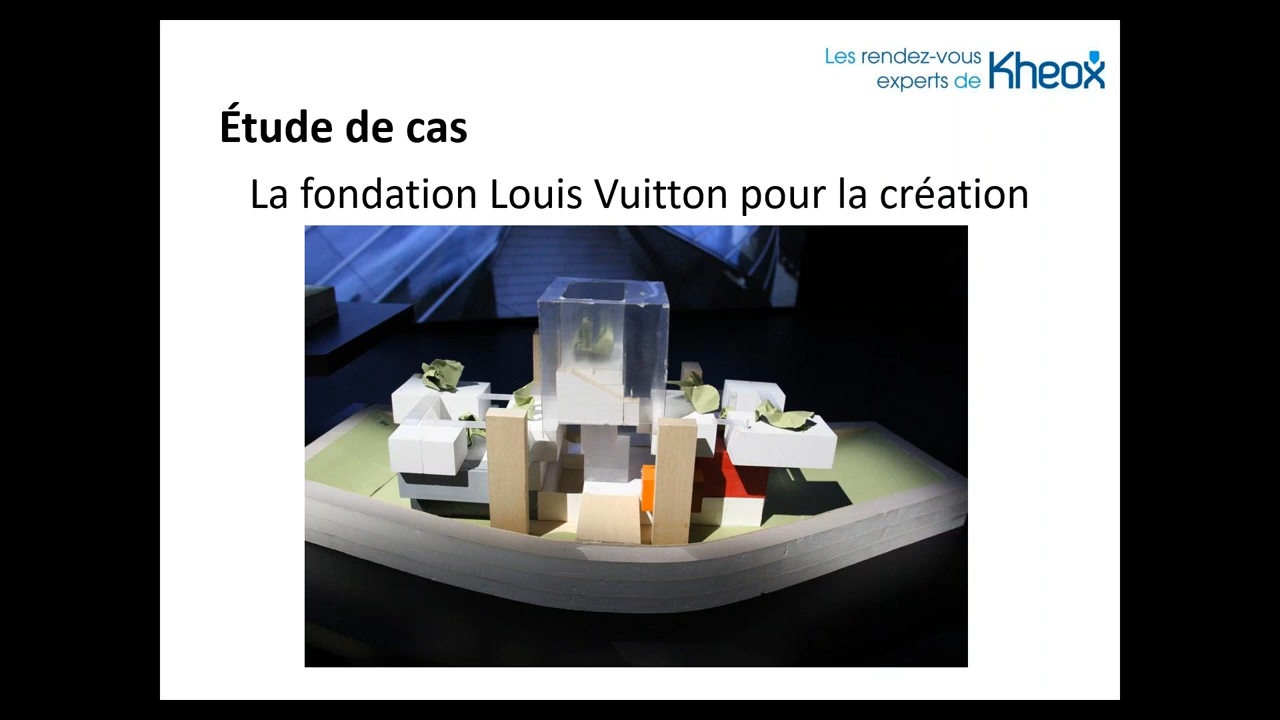 Les rendez-vous
experts de Kheox
Étude de cas
La fondation Louis Vuitton pour la création